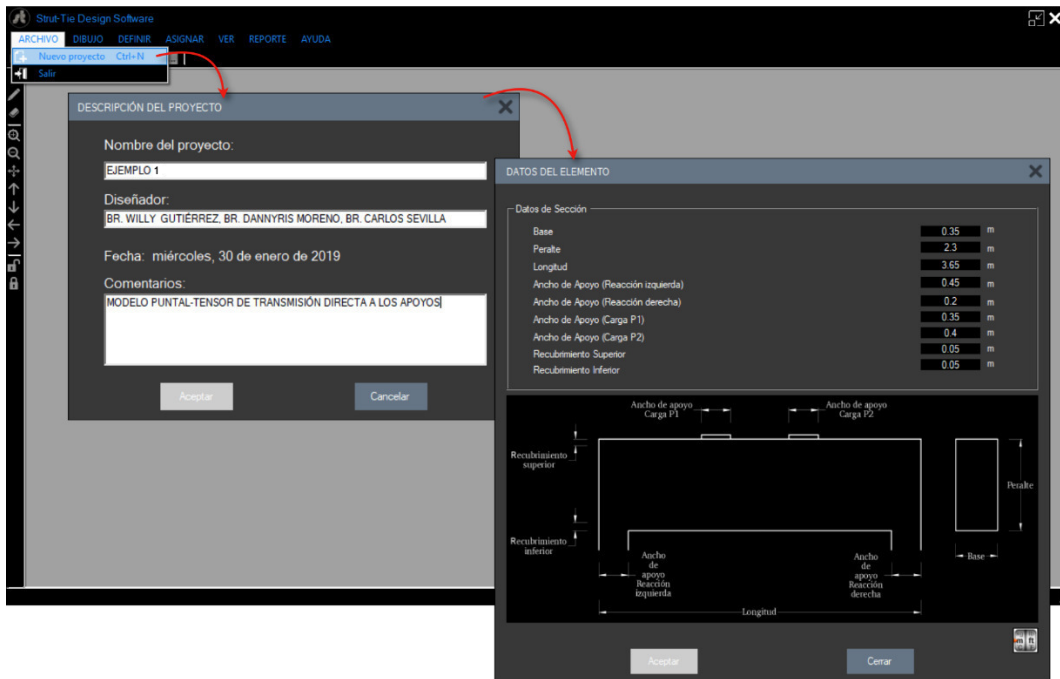 Strut-Tie Design Software
ARCHIVO DIBUJO DEFINIR ASIGNAR VER REPORTE AYUDA
Nuevo proyecto Ctrl+N
Salir
DESCRIPCIÓN DEL PROYECTO
Nombre del proyecto:
EJEMPLO 1
Diseñador:
BR. WILLY GUTIÉRREZ, BR. DANNYRIS MORENO, BR. CARLOS SEVILLA
Fecha: miércoles, 30 de enero de 2019
Comentarios:
MODELO PUNTAL-TENSOR DE TRANSMISIÓN DIRECTA A LOS APOYOS
Aceptar Cancelar
DATOS DEL ELEMENTO
Datos de Sección
Base 0.35 m
Peralte 2.3 m
Longitud 3.65 m
Ancho de Apoyo (Reacción izquierda) 0.45 m
Ancho de Apoyo (Reacción derecha) 0.2 m
Ancho de Apoyo (Carga P1) 0.35 m
Ancho de Apoyo (Carga P2) 0.4 m
Recubrimiento Superior 0.05 m
Recubrimiento Inferior 0.05 m
Ancho de apoyo
Carga P1
Ancho de apoyo
Carga P2
Recubrimiento
superior
Peralte
Recubrimiento
inferior
Ancho
de
apoyo
Reacción
izquierda
Ancho
de
apoyo
Reacción
derecha
Base
Longitud
m ft
Aceptar Cerrar